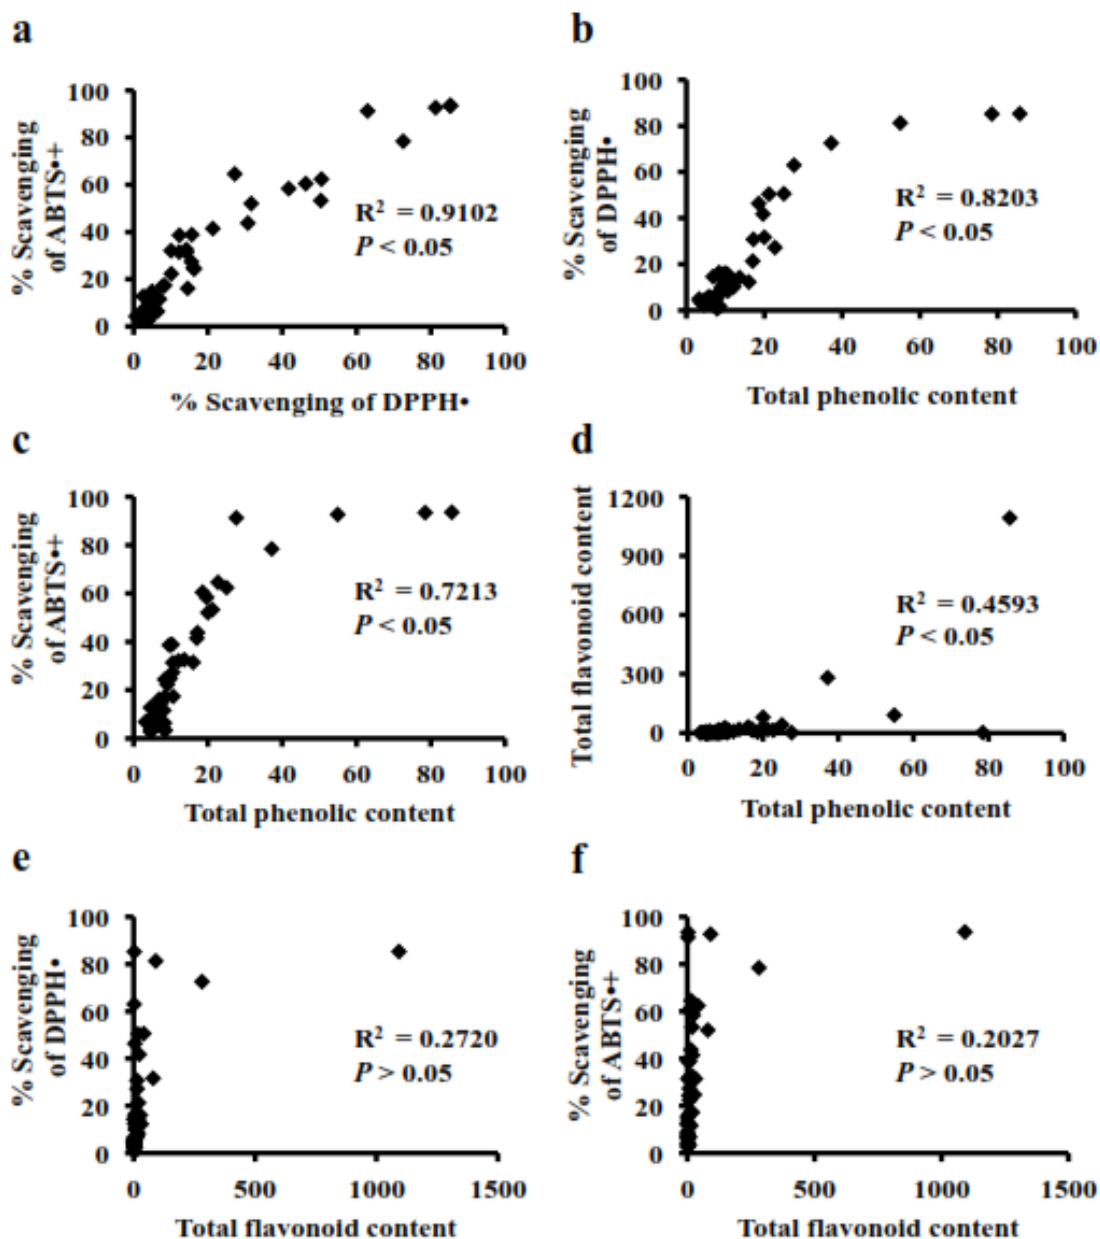 a
% Scavenging
of ABTS•+
100
80
60
40
20
0
R² = 0.9102
P < 0.05
0 20 40 60 80 100
% Scavenging of DPPH•
b
% Scavenging
of DPPH•
100
80
60
40
20
0
R² = 0.8203
P < 0.05
0 20 40 60 80 100
Total phenolic content
c
% Scavenging
of ABTS•+
100
80
60
40
20
0
R² = 0.7213
P < 0.05
0 20 40 60 80 100
Total phenolic content
d
Total flavonoid content
1200
900
600
300
0
R² = 0.4593
P < 0.05
0 20 40 60 80 100
Total phenolic content
e
% Scavenging
of DPPH•
100
80
60
40
20
0
R² = 0.2720
P > 0.05
0 500 1000 1500
Total flavonoid content
f
% Scavenging
of ABTS•+
100
80
60
40
20
0
R² = 0.2027
P > 0.05
0 500 1000 1500
Total flavonoid content